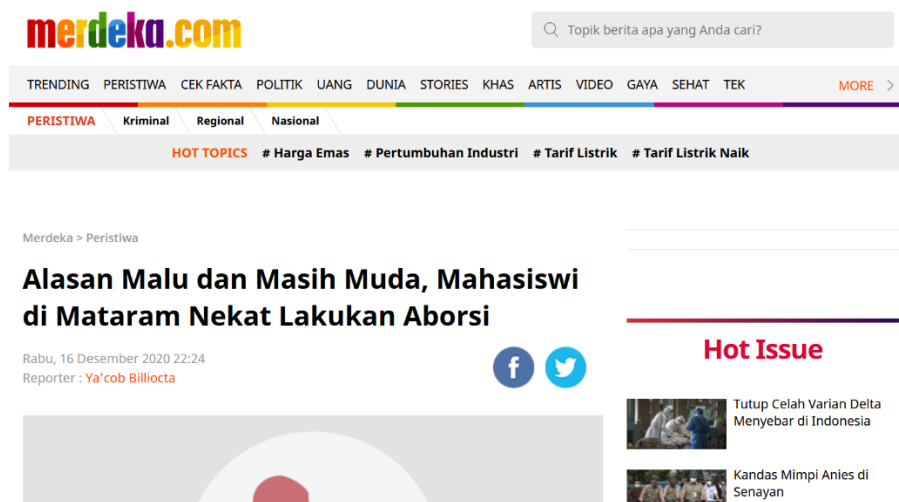 merdeka.com
Topik berita apa yang Anda cari?
TRENDING PERISTIWA CEK FAKTA POLITIK UANG DUNIA STORIES KHAS ARTIS VIDEO GAYA SEHAT TEK MORE
PERISTIWA Kriminal Regional Nasional
HOT TOPICS # Harga Emas # Pertumbuhan Industri # Tarif Listrik # Tarif Listrik Naik
Merdeka > Peristiwa
Alasan Malu dan Masih Muda, Mahasiswi
di Mataram Nekat Lakukan Aborsi
Rabu, 16 Desember 2020 22:24
Reporter : Ya'cob Billiocta
Hot Issue
Tutup Celah Varian Delta
Menyebar di Indonesia
Kandas Mimpi Anies di
Senayan